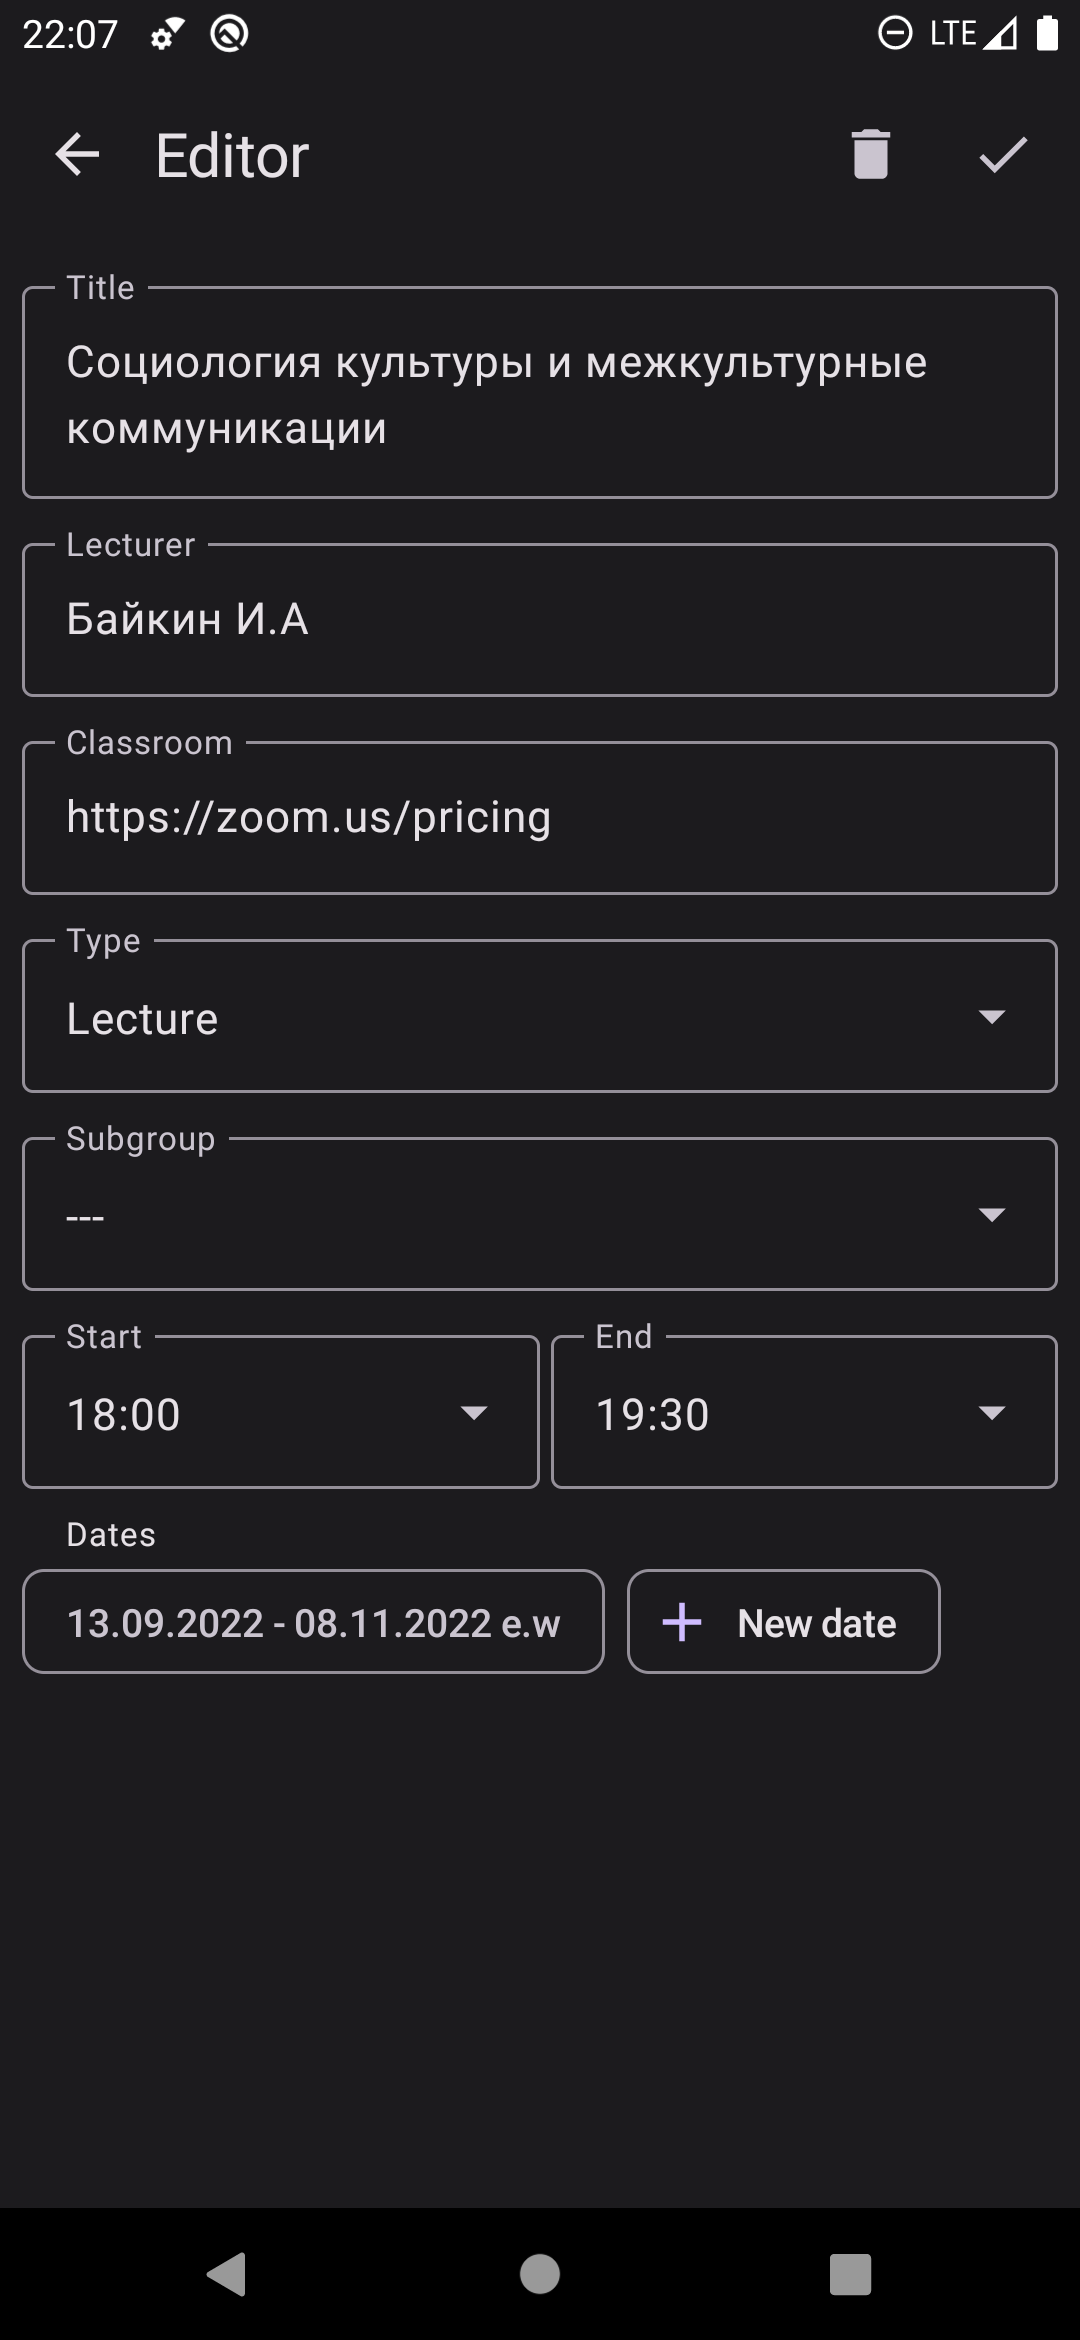 22:07
LTE
Editor
Title
Социология культуры и межкультурные
коммуникации
Lecturer
Байкин И.А
Classroom
https://zoom.us/pricing
Type
Lecture
Subgroup
---
Start
End
18:00
19:30
Dates
13.09.2022 - 08.11.2022 e.w
New date